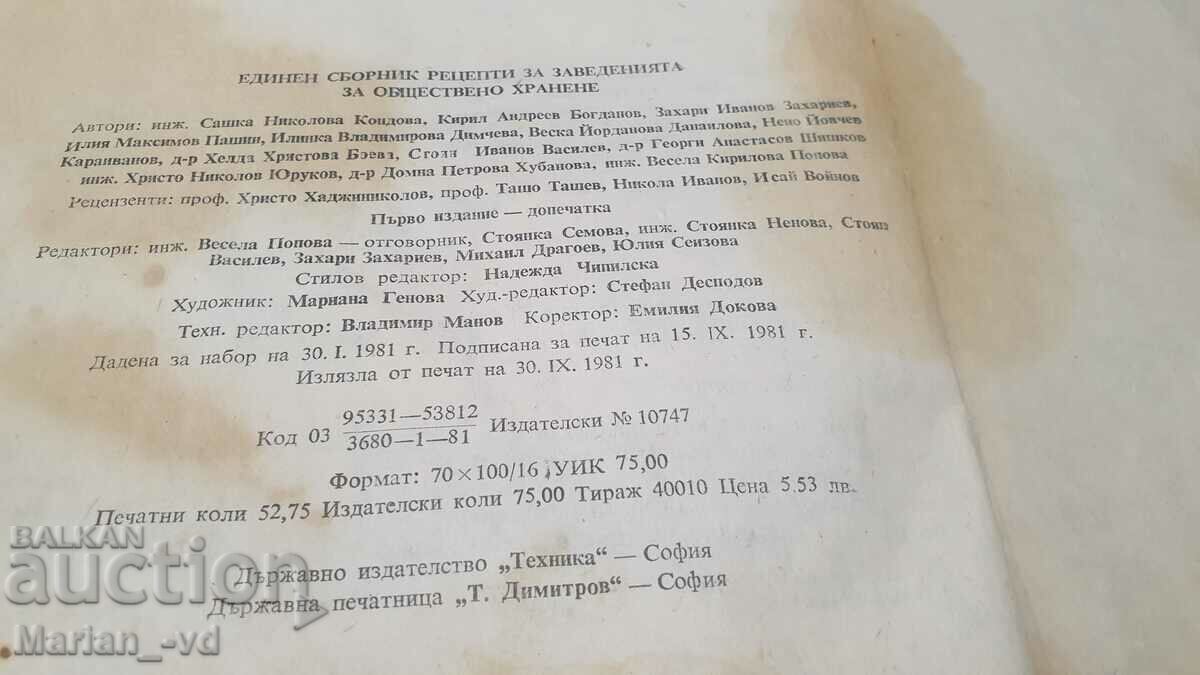 ЕДИНЕН СБОРНИК РЕЦЕПТИ ЗА ЗАВЕДЕНИЯТА
ЗА ОБЩЕСТВЕНО ХРАНЕНЕ
Автори: инж. Сашка Николова Кондова, Кирил Андреев Богданов, Захари Иванов Захариев,
Илия Максимов Пашин, Илинка Владимирова Димчева, Веска Йорданова Данаилова, Нено Йовчев
Караиванов, д-р Хелда Христова Боева, Стоян Иванов Василев, д-р Георги Анастасов Шишков
инж. Христо Николов Юруков, д-р Домна Петрова Хубанова, инж. Весела Кирилова Попова
Рецензенти: проф. Христо Хаджиниколов, проф. Ташо Ташев, Никола Иванов, Исай Войнов
Първо издание — допечатка
Редактори: инж. Весела Попова — отговорник, Стоянка Семова, инж. Стоянка Ненова, Стоян
Василев, Захари Захариев, Михаил Драгоев, Юлия Сеизова
Стилов редактор: Надежда Чипилска
Художник: Мариана Генова Худ.-редактор: Стефан Десподов
Техн. редактор: Владимир Манов Коректор: Емилия Докова
Дадена за набор на 30. I. 1981 г. Подписана за печат на 15. IX. 1981 г.
Излязла от печат на 30. IX. 1981 г.
Код 03 95331—53812 / 3680—1—81 Издателски № 10747
Формат: 70×100/16 УИК 75,00
Печатни коли 52,75 Издателски коли 75,00 Тираж 40010 Цена 5.53 лв.
Държавно издателство „Техника“ — София
Държавна печатница „Т. Димитров“ — София
BALKAN
auction
Marian_-vd